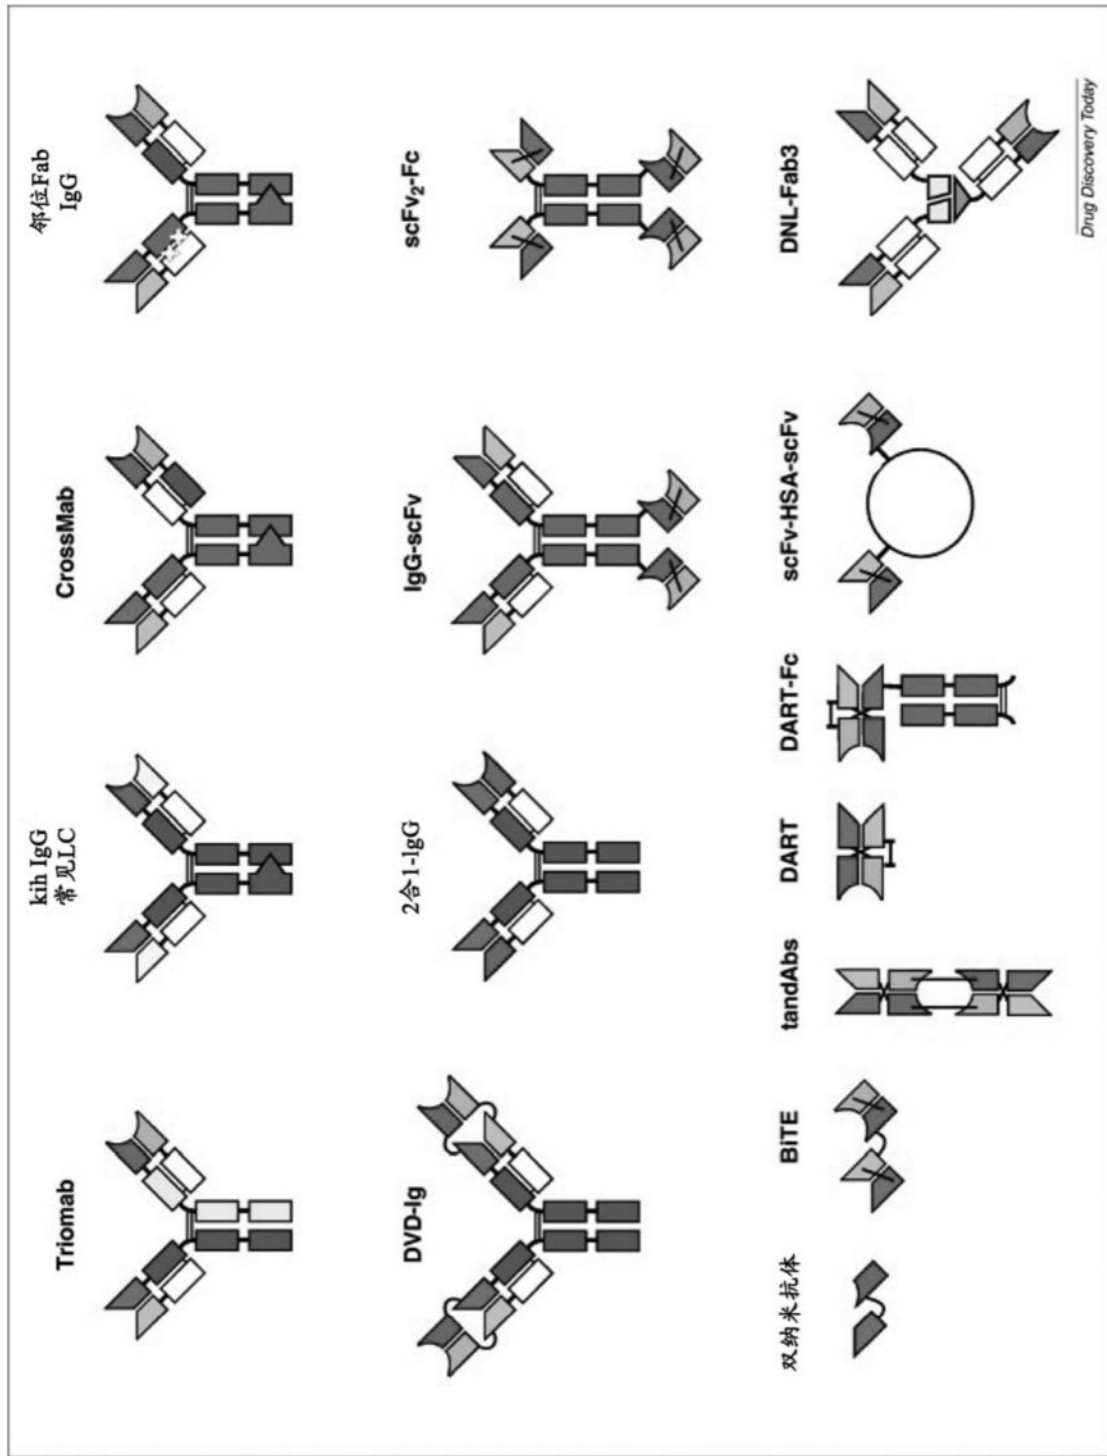 Triomab
kih IgG
常见LC
CrossMab
邻位Fab
IgG
DVD-Ig
2合1-IgG
IgG-scFv
scFv₂-Fc
双纳米抗体
BiTE
tandAbs
DART
DART-Fc
scFv-HSA-scFv
DNL-Fab3
Drug Discovery Today